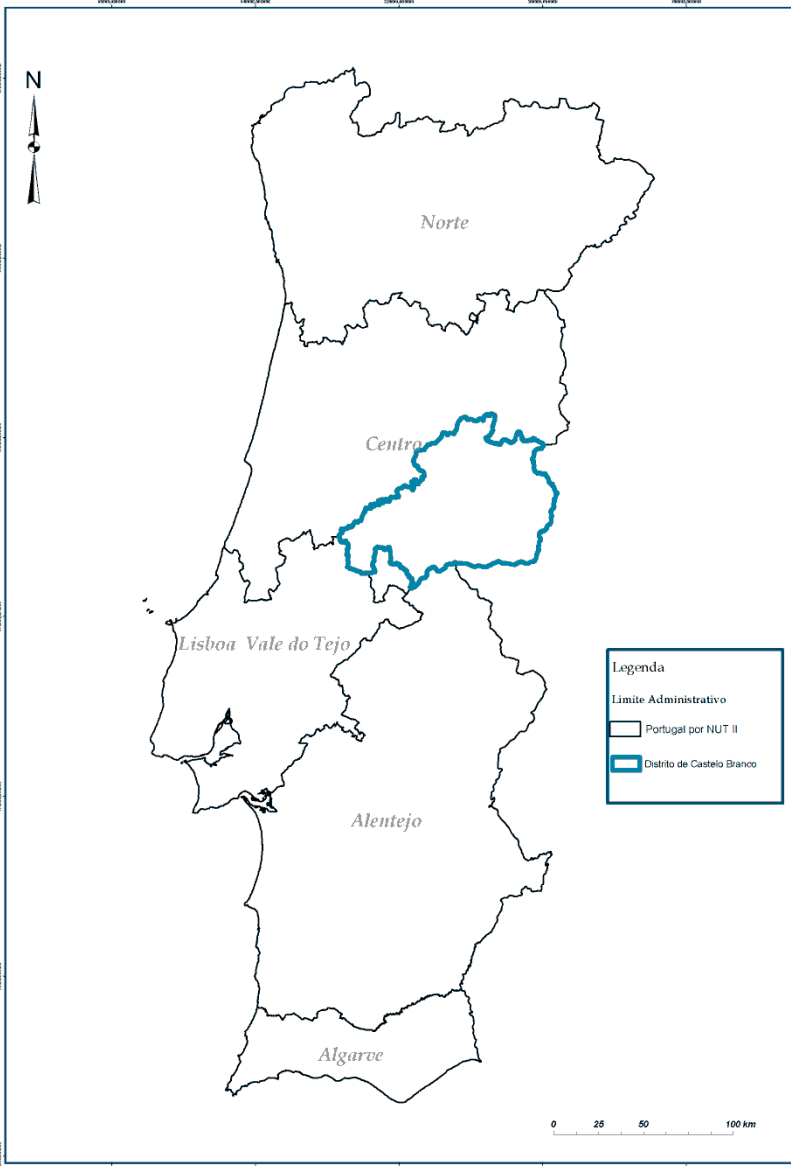 N
Norte
Centro
Lisboa Vale do Tejo
Alentejo
Algarve
Legenda
Limite Administrativo
Portugal por NUT II
Distrito de Castelo Branco
0 25 50 100 km